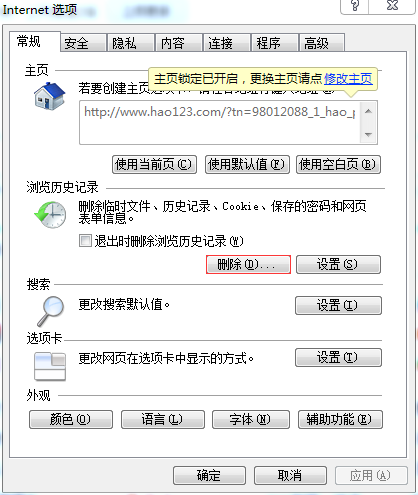 Internet 选项
常规 安全 隐私 内容 连接 程序 高级
主页
主页锁定已开启，更换主页请点 修改主页
http://www.hao123.com/?tn=98012088_1_hao_
使用当前页(C) 使用默认值(F) 使用空白页(B)
浏览历史记录
删除临时文件、历史记录、Cookie、保存的密码和网页
表单信息。
退出时删除浏览历史记录(W)
删除(D)... 设置(S)
搜索
更改搜索默认值。 设置(I)
选项卡
更改网页在选项卡中显示的方式。 设置(T)
外观
颜色(O) 语言(L) 字体(N) 辅助功能(E)
确定 取消 应用(A)